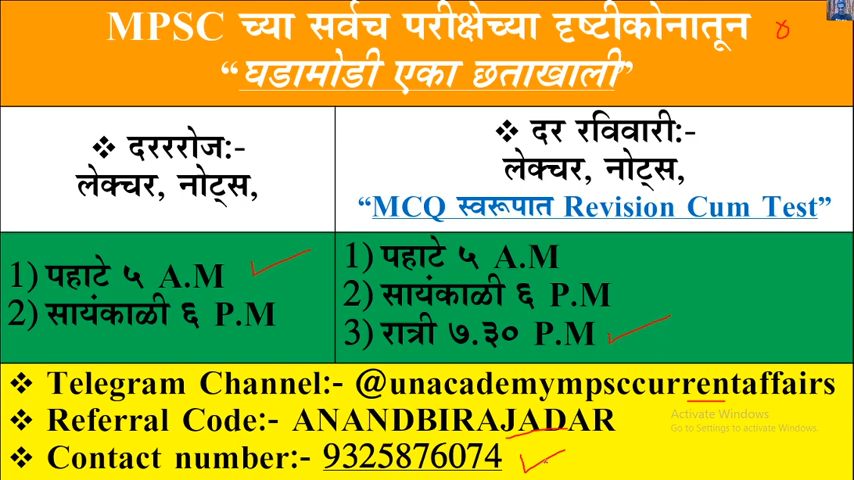 MPSC च्या सर्वच परीक्षेच्या दृष्टीकोनातून
“घडामोडी एका छताखाली”
❖ दरररोज:-
लेक्चर, नोट्स,
❖ दर रविवारी:-
लेक्चर, नोट्स,
“MCQ स्वरूपात Revision Cum Test”
1) पहाटे ५ A.M
2) सायंकाळी ६ P.M
1) पहाटे ५ A.M
2) सायंकाळी ६ P.M
3) रात्री ७.३० P.M
❖ Telegram Channel:- @unacademympsccurrentaffairs
❖ Referral Code:- ANANDBIRAJADAR
❖ Contact number:- 9325876074
Activate Windows
Go to Settings to activate Windows.